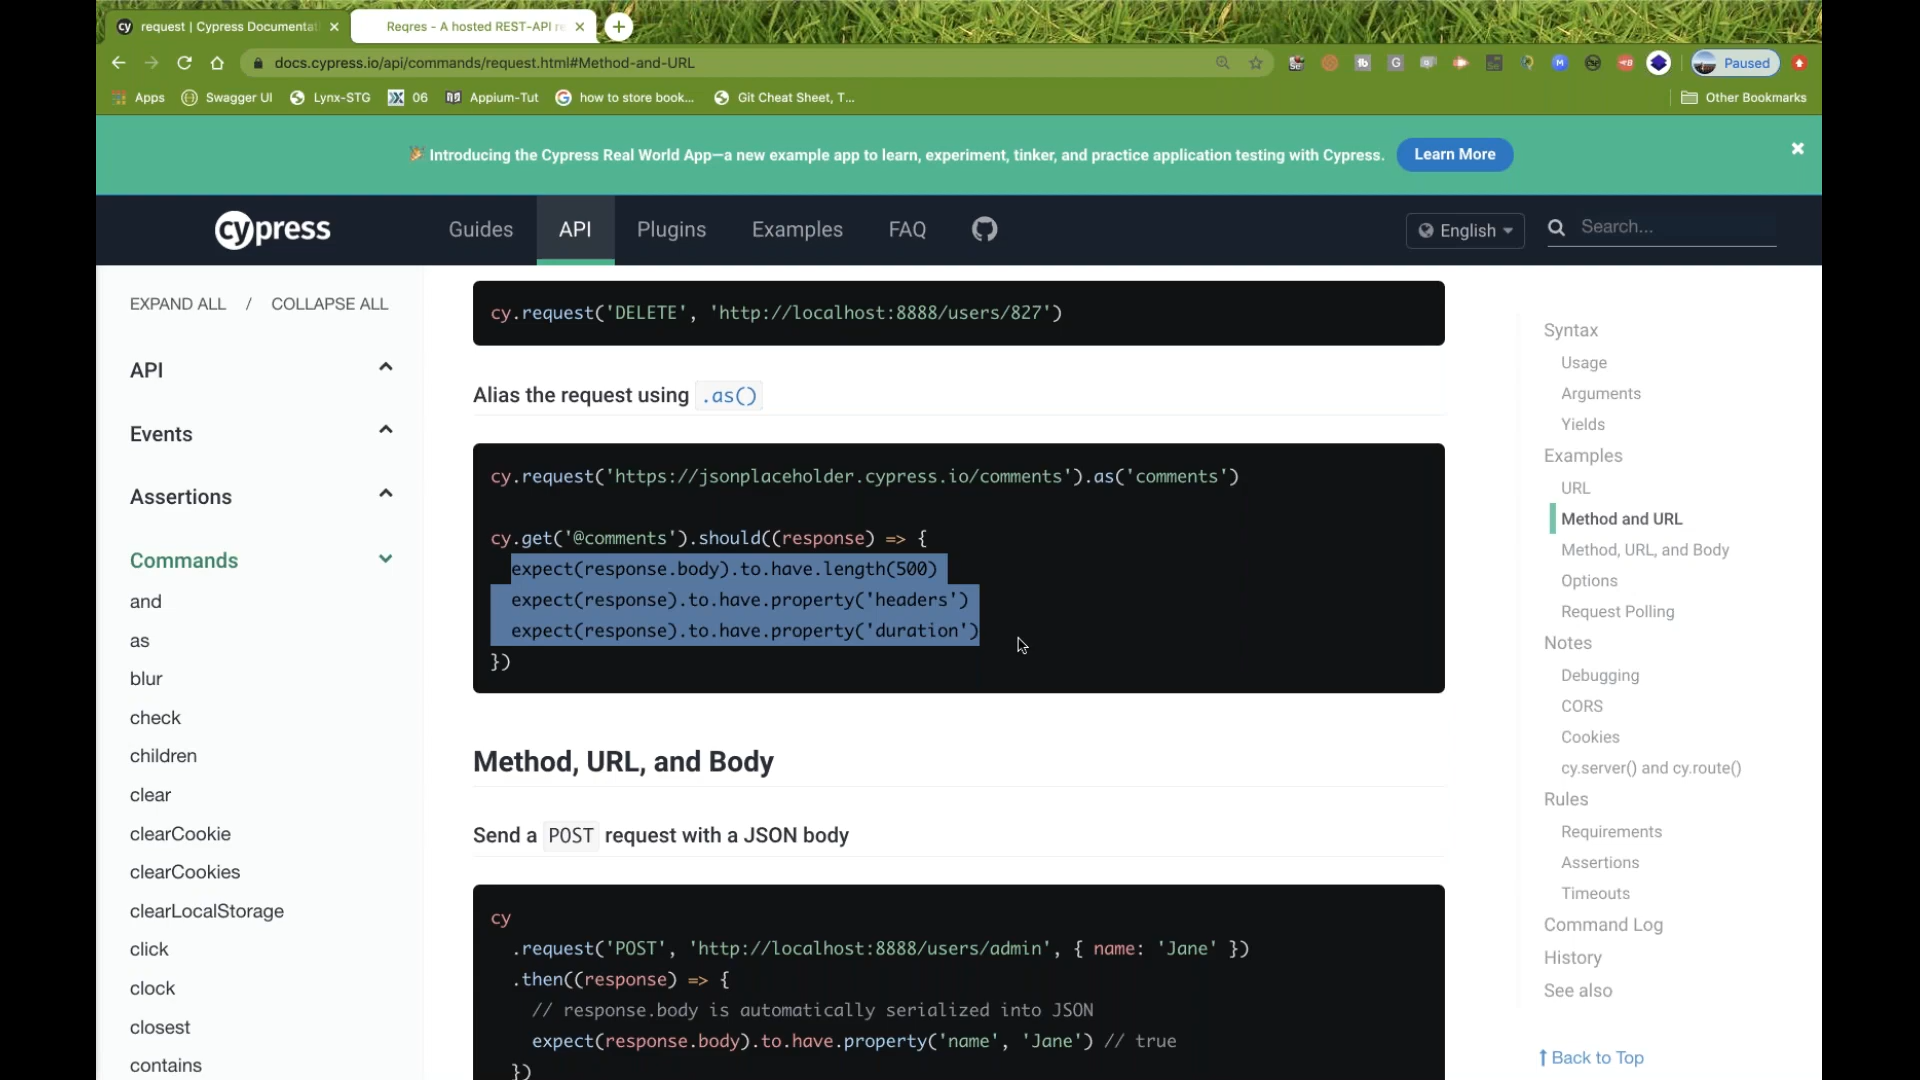 cy request | Cypress Documentat
Reqres - A hosted REST-API re
docs.cypress.io/api/commands/request.html#Method-and-URL
Paused
Apps
Swagger UI
Lynx-STG
06
Appium-Tut
how to store book...
Git Cheat Sheet, T...
Other Bookmarks
Introducing the Cypress Real World App—a new example app to learn, experiment, tinker, and practice application testing with Cypress.
Learn More
cypress
Guides
API
Plugins
Examples
FAQ
English
Search...
EXPAND ALL / COLLAPSE ALL
API
Events
Assertions
Commands
and
as
blur
check
children
clear
clearCookie
clearCookies
clearLocalStorage
click
clock
closest
contains
cy.request('DELETE', 'http://localhost:8888/users/827')
Alias the request using .as()
cy.request('https://jsonplaceholder.cypress.io/comments').as('comments')
cy.get('@comments').should((response) => {
expect(response.body).to.have.length(500)
expect(response).to.have.property('headers')
expect(response).to.have.property('duration')
})
Method, URL, and Body
Send a POST request with a JSON body
cy
.request('POST', 'http://localhost:8888/users/admin', { name: 'Jane' })
.then((response) => {
// response.body is automatically serialized into JSON
expect(response.body).to.have.property('name', 'Jane') // true
})
Syntax
Usage
Arguments
Yields
Examples
URL
Method and URL
Method, URL, and Body
Options
Request Polling
Notes
Debugging
CORS
Cookies
cy.server() and cy.route()
Rules
Requirements
Assertions
Timeouts
Command Log
History
See also
Back to Top